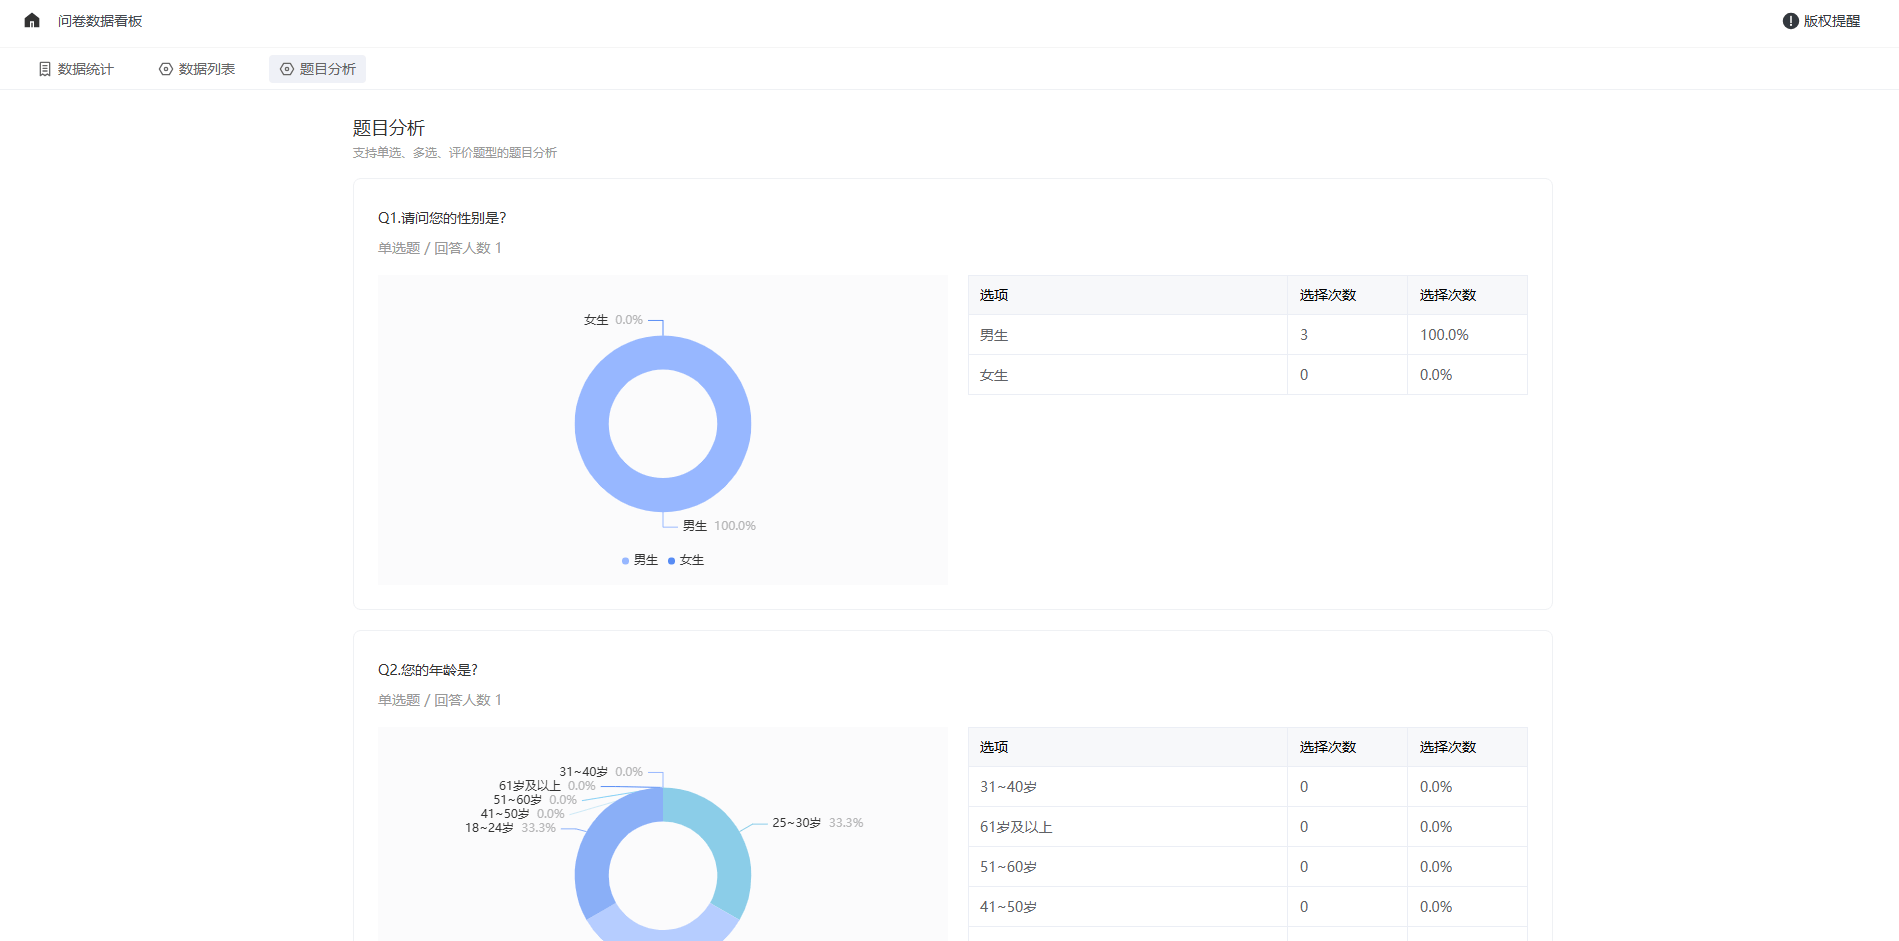 问卷数据看板
版权提醒
数据统计
数据列表
题目分析
题目分析
支持单选、多选、评价题型的题目分析
Q1.请问您的性别是?
单选题 / 回答人数 1
女生 0.0%
男生 100.0%
男生 女生
选项 选择次数 选择次数
男生 3 100.0%
女生 0 0.0%
Q2.您的年龄是?
单选题 / 回答人数 1
31~40岁 0.0%
61岁及以上 0.0%
51~60岁 0.0%
41~50岁 0.0%
18~24岁 33.3%
25~30岁 33.3%
选项 选择次数 选择次数
31~40岁 0 0.0%
61岁及以上 0 0.0%
51~60岁 0 0.0%
41~50岁 0 0.0%